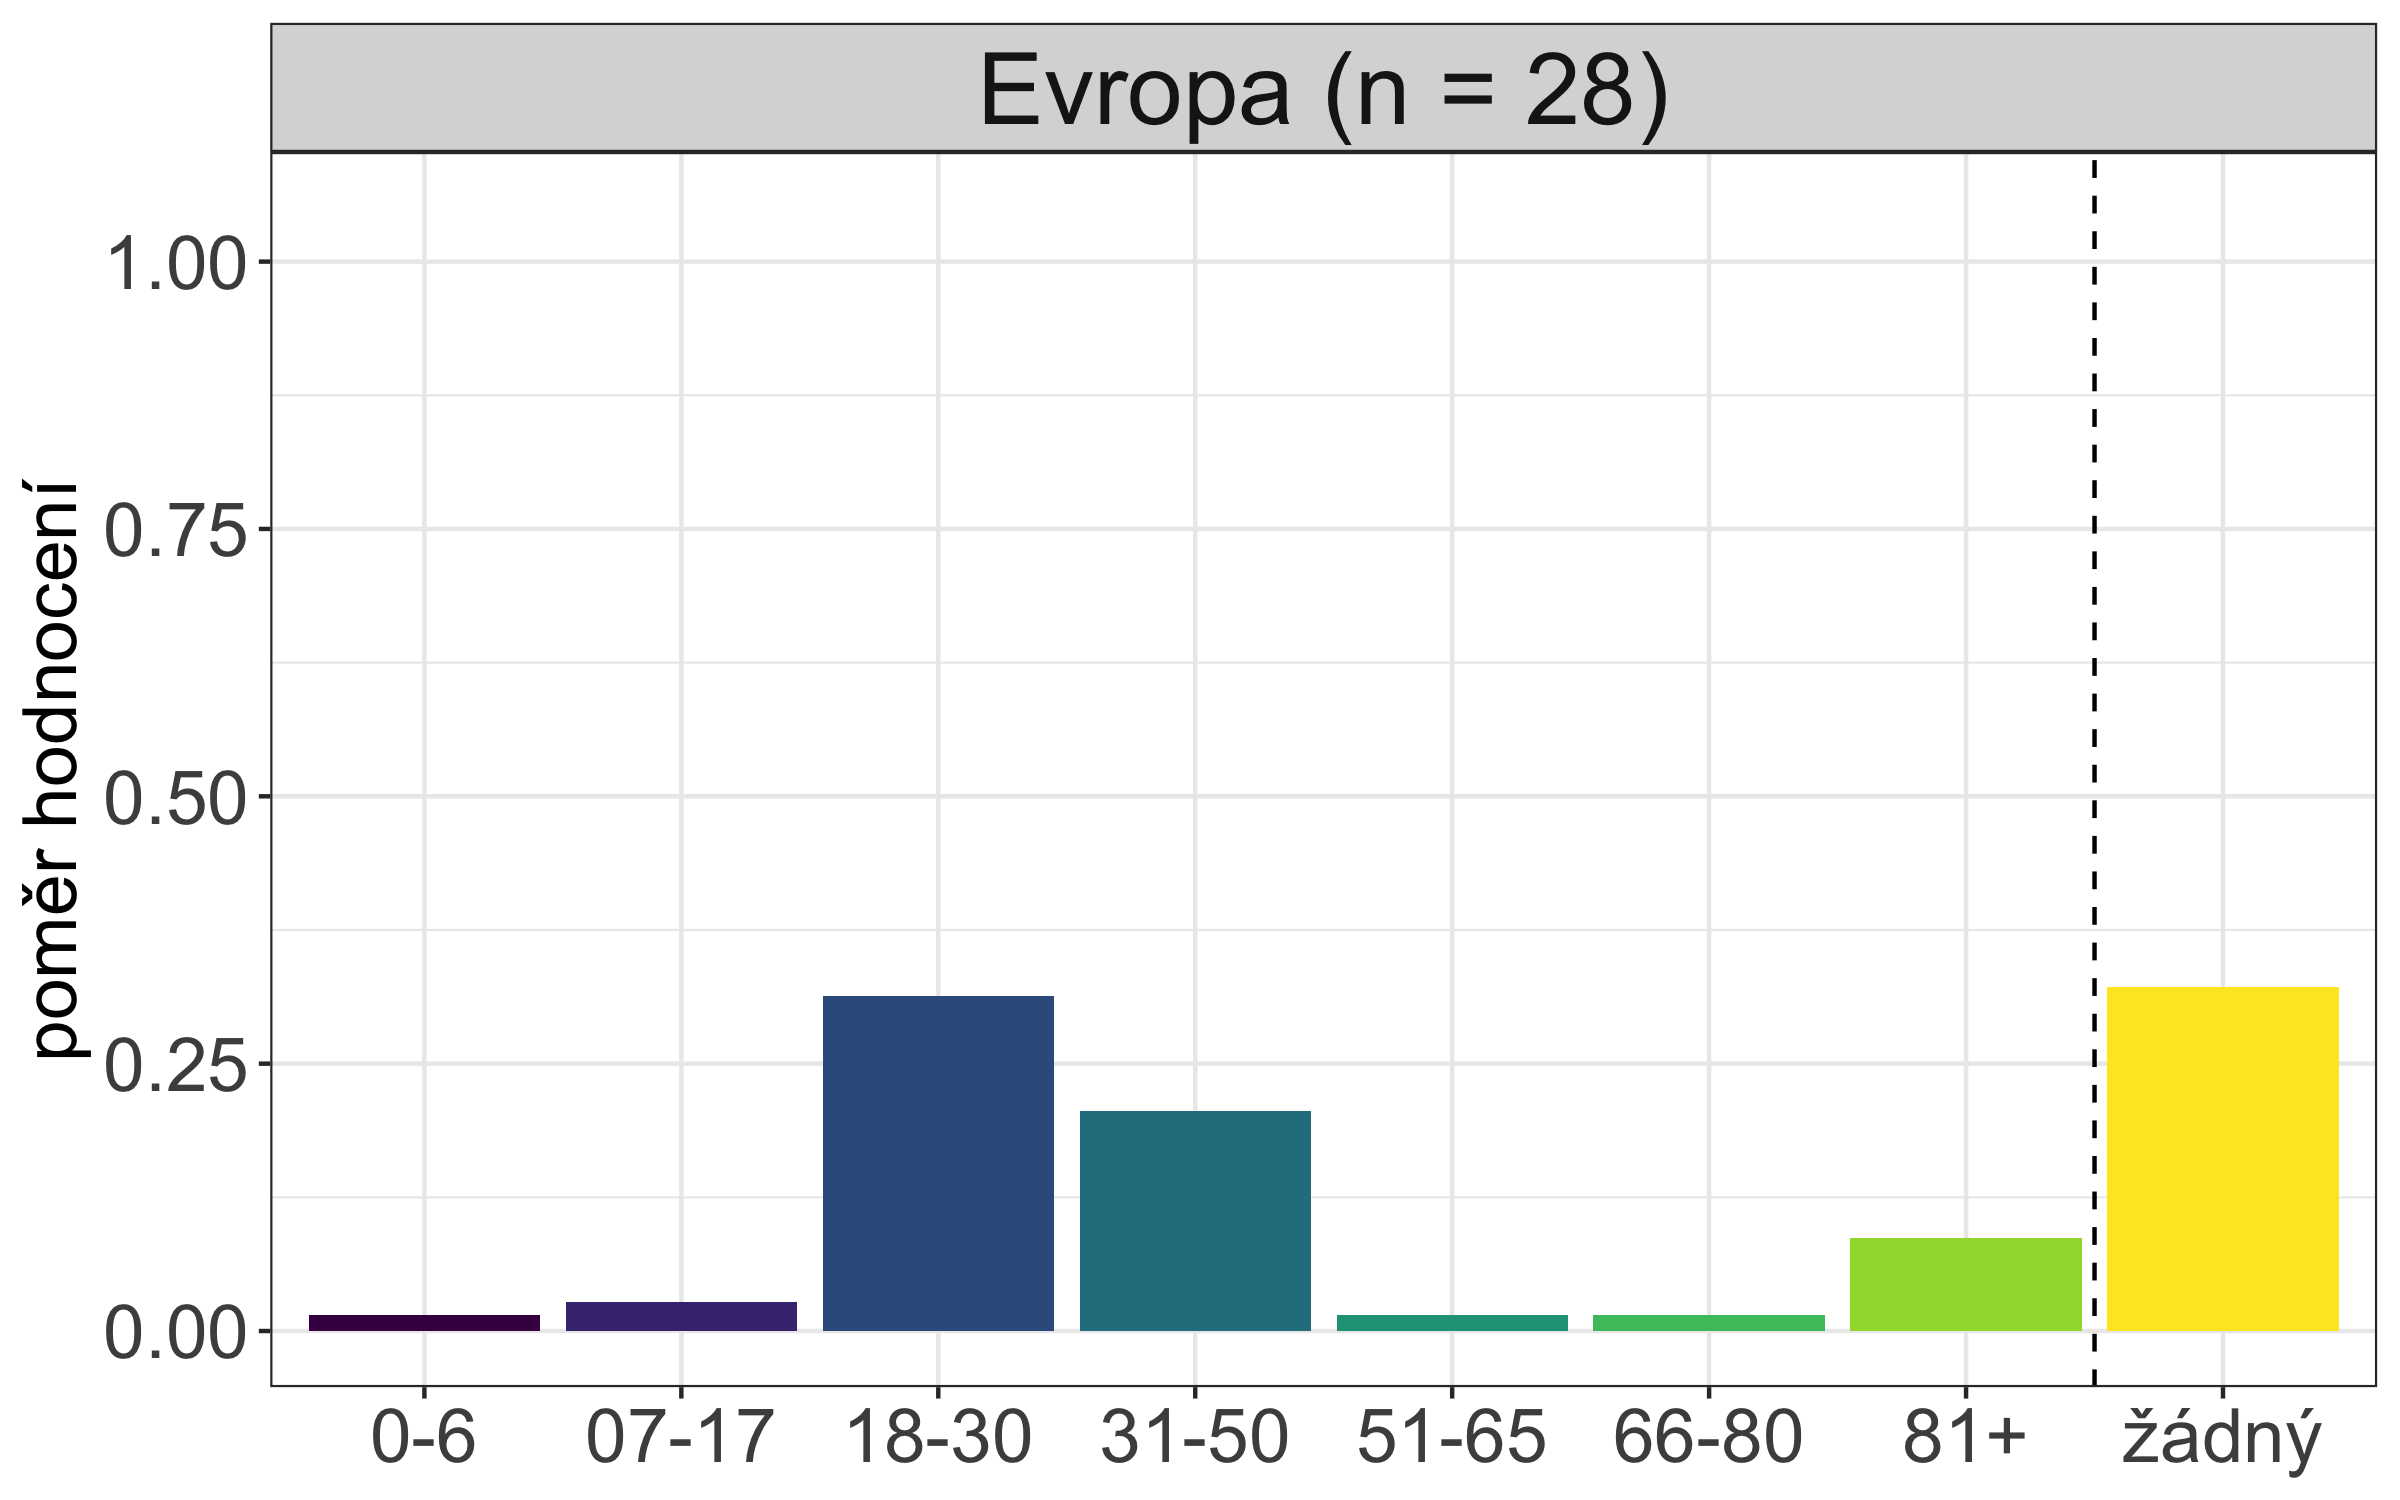 Evropa (n = 28)
poměr hodnocení
1.00
0.75
0.50
0.25
0.00
0-6 07-17 18-30 31-50 51-65 66-80 81+ žádný